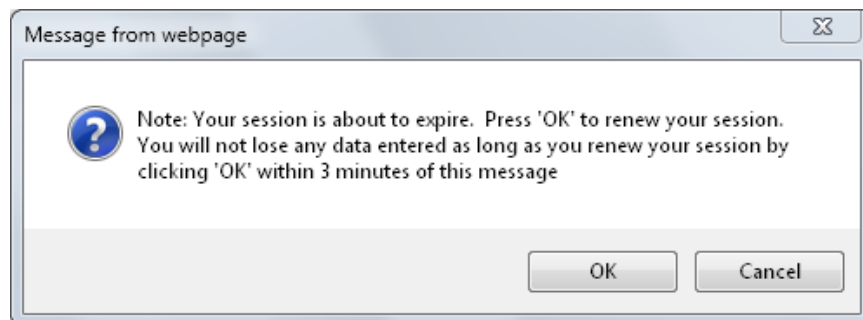 Message from webpage
Note: Your session is about to expire.  Press 'OK' to renew your session.
You will not lose any data entered as long as you renew your session by
clicking 'OK' within 3 minutes of this message
OK
Cancel